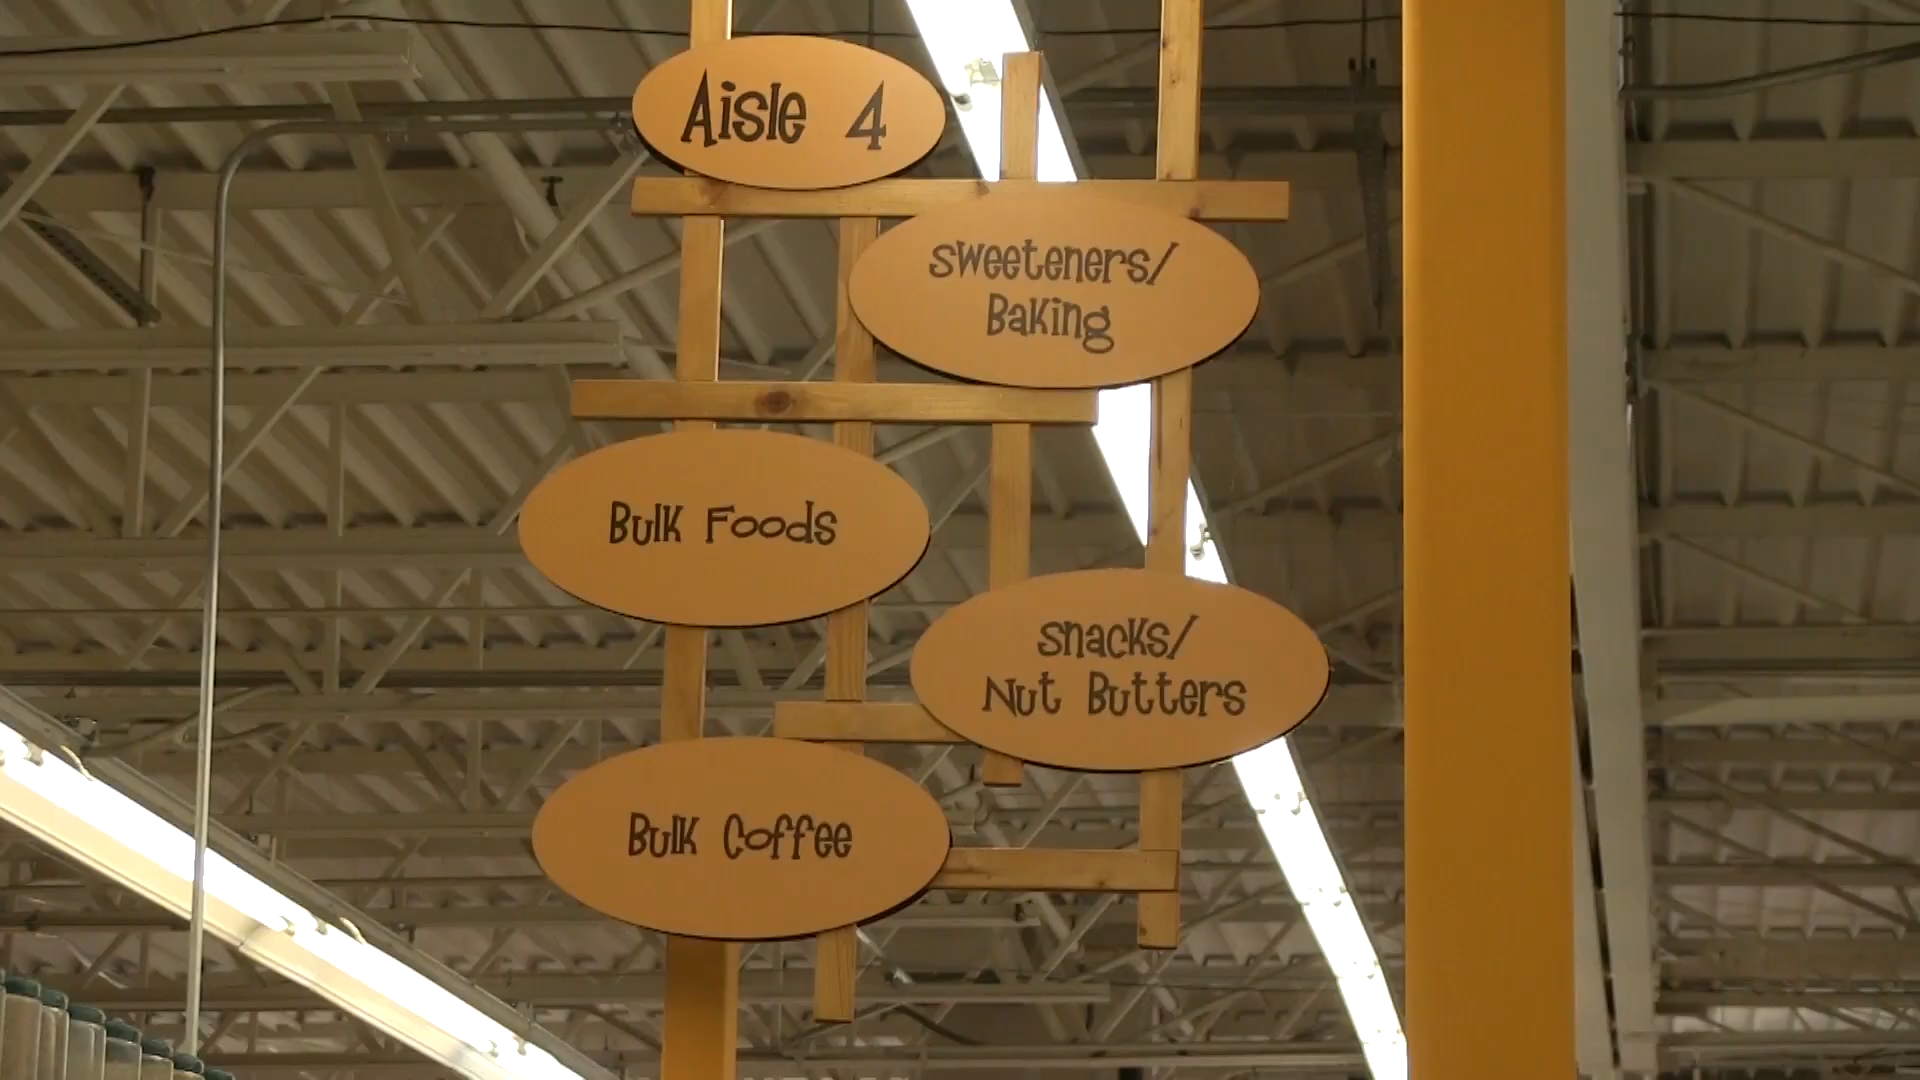 Aisle 4
sweeteners/
Baking
Bulk Foods
snacks/
Nut Butters
Bulk Coffee